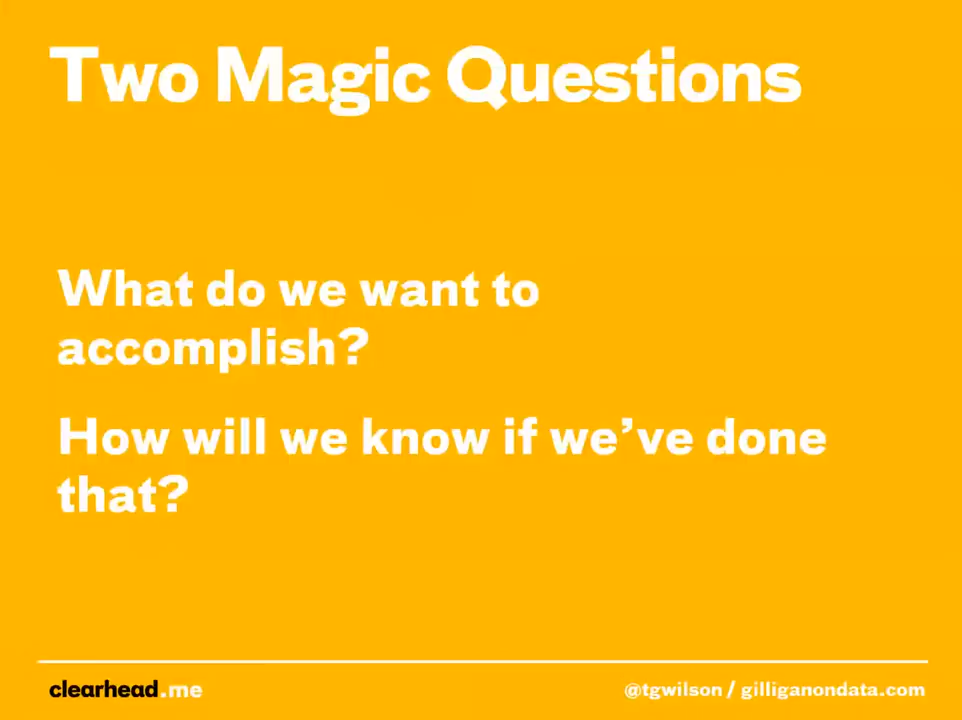 Two Magic Questions
What do we want to
accomplish?
How will we know if we’ve done
that?
clearhead.me
@tgwilson / gilliganondata.com